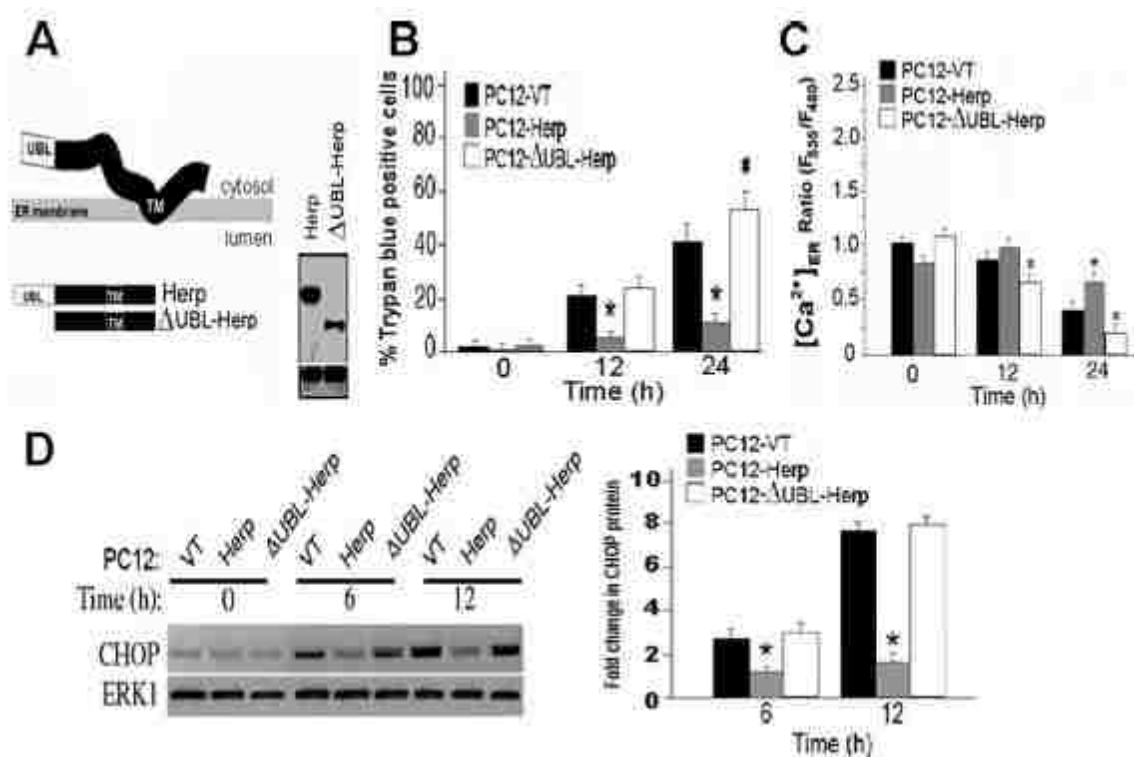 A
UBL
TM
cytosol
ER membrane
lumen
UBL
TM
Herp
TM
ΔUBL-Herp
Herp
ΔUBL-Herp
B
% Trypan blue positive cells
100
80
60
40
20
0
PC12-VT
PC12-Herp
PC12-ΔUBL-Herp
*
*
0
12
24
Time (h)
C
[Ca²⁺]ER Ratio (F535/F480)
2.5
2.0
1.5
1.0
0.5
0
PC12-VT
PC12-Herp
PC12-ΔUBL-Herp
*
*
*
0
12
24
Time (h)
D
PC12:
VT
Herp
ΔUBL-Herp
VT
Herp
ΔUBL-Herp
VT
Herp
ΔUBL-Herp
Time (h):
0
6
12
CHOP
ERK1
Fold change in CHOP protein
10
8
6
4
2
0
PC12-VT
PC12-Herp
PC12-ΔUBL-Herp
*
*
6
12
Time (h)